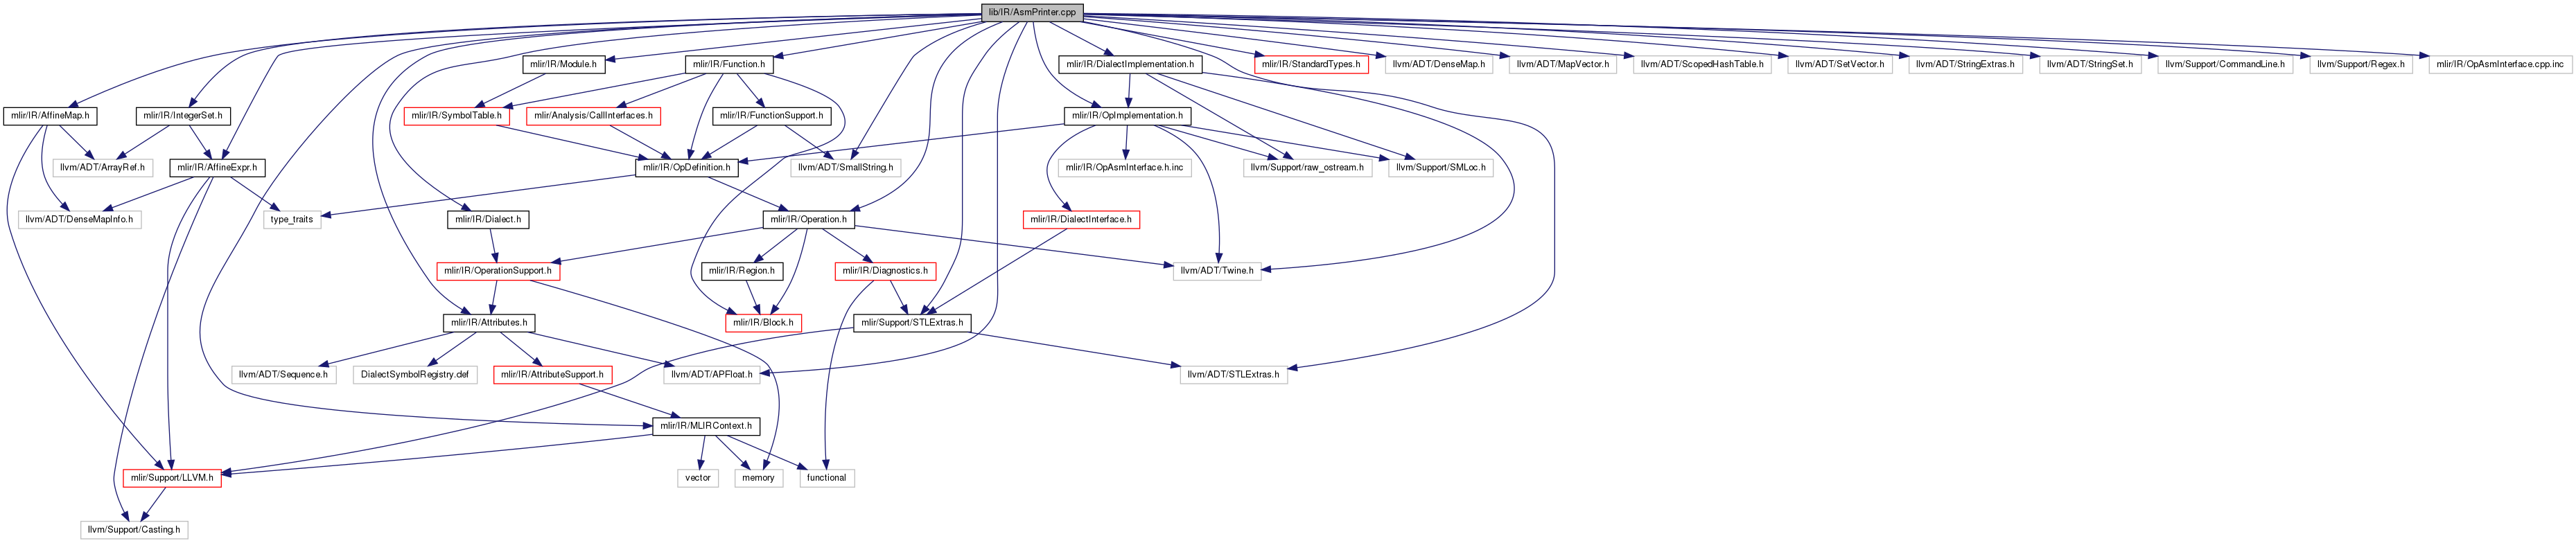 lib/IR/AsmPrinter.cpp
mlir/IR/Module.h
mlir/IR/Function.h
mlir/IR/DialectImplementation.h
mlir/IR/StandardTypes.h
llvm/ADT/DenseMap.h
llvm/ADT/MapVector.h
llvm/ADT/ScopedHashTable.h
llvm/ADT/SetVector.h
llvm/ADT/StringExtras.h
llvm/ADT/StringSet.h
llvm/Support/CommandLine.h
llvm/Support/Regex.h
mlir/IR/OpAsmInterface.cpp.inc
mlir/IR/AffineMap.h
mlir/IR/IntegerSet.h
mlir/IR/SymbolTable.h
mlir/Analysis/CallInterfaces.h
mlir/IR/FunctionSupport.h
mlir/IR/OpImplementation.h
llvm/ADT/ArrayRef.h
mlir/IR/AffineExpr.h
mlir/IR/OpDefinition.h
llvm/ADT/SmallString.h
mlir/IR/OpAsmInterface.h.inc
llvm/Support/raw_ostream.h
llvm/Support/SMLoc.h
llvm/ADT/DenseMapInfo.h
type_traits
mlir/IR/Dialect.h
mlir/IR/Operation.h
mlir/IR/DialectInterface.h
mlir/IR/OperationSupport.h
mlir/IR/Region.h
mlir/IR/Diagnostics.h
llvm/ADT/Twine.h
mlir/IR/Attributes.h
mlir/IR/Block.h
mlir/Support/STLExtras.h
llvm/ADT/Sequence.h
DialectSymbolRegistry.def
mlir/IR/AttributeSupport.h
llvm/ADT/APFloat.h
llvm/ADT/STLExtras.h
mlir/IR/MLIRContext.h
mlir/Support/LLVM.h
vector
memory
functional
llvm/Support/Casting.h